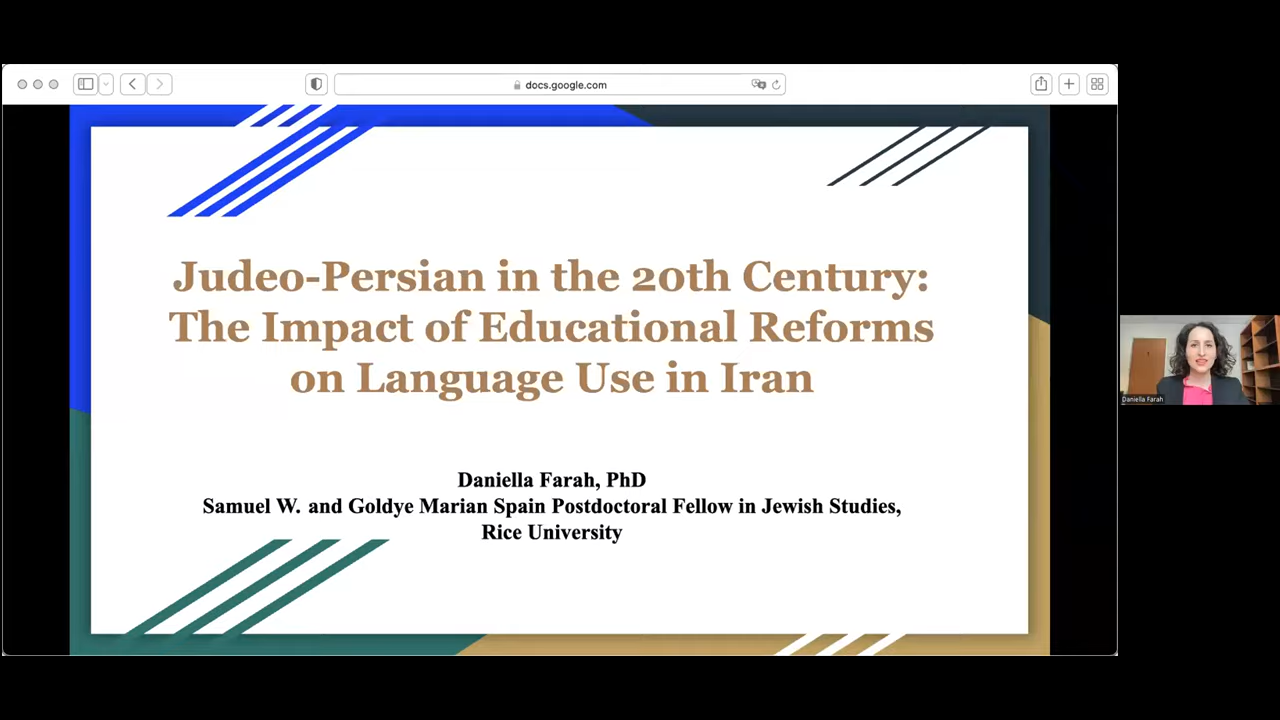 docs.google.com
Judeo-Persian in the 20th Century:
The Impact of Educational Reforms
on Language Use in Iran
Daniella Farah, PhD
Samuel W. and Goldye Marian Spain Postdoctoral Fellow in Jewish Studies,
Rice University
Daniella Farah